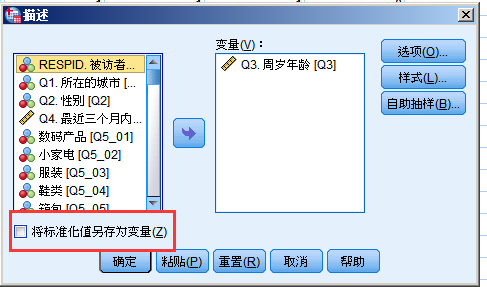 描述
变量(V)：
RESPID. 被访者...
Q1. 所在的城市 [...
Q2. 性别 [Q2]
Q4. 最近三个月内...
数码产品 [Q5_01]
小家电 [Q5_02]
服装 [Q5_03]
鞋类 [Q5_04]
箱包 [Q5_05]
Q3. 周岁年龄 [Q3]
选项(O)...
样式(L)...
自助抽样(B)...
将标准化值另存为变量(Z)
确定
粘贴(P)
重置(R)
取消
帮助